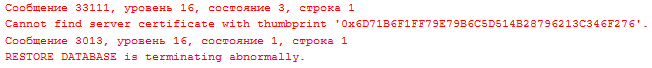 Сообщение 33111, уровень 16, состояние 3, строка 1
Cannot find server certificate with thumbprint '0x6D71B6F1FF79E79B6C5D514B28796213C346F276'.
Сообщение 3013, уровень 16, состояние 1, строка 1
RESTORE DATABASE is terminating abnormally.